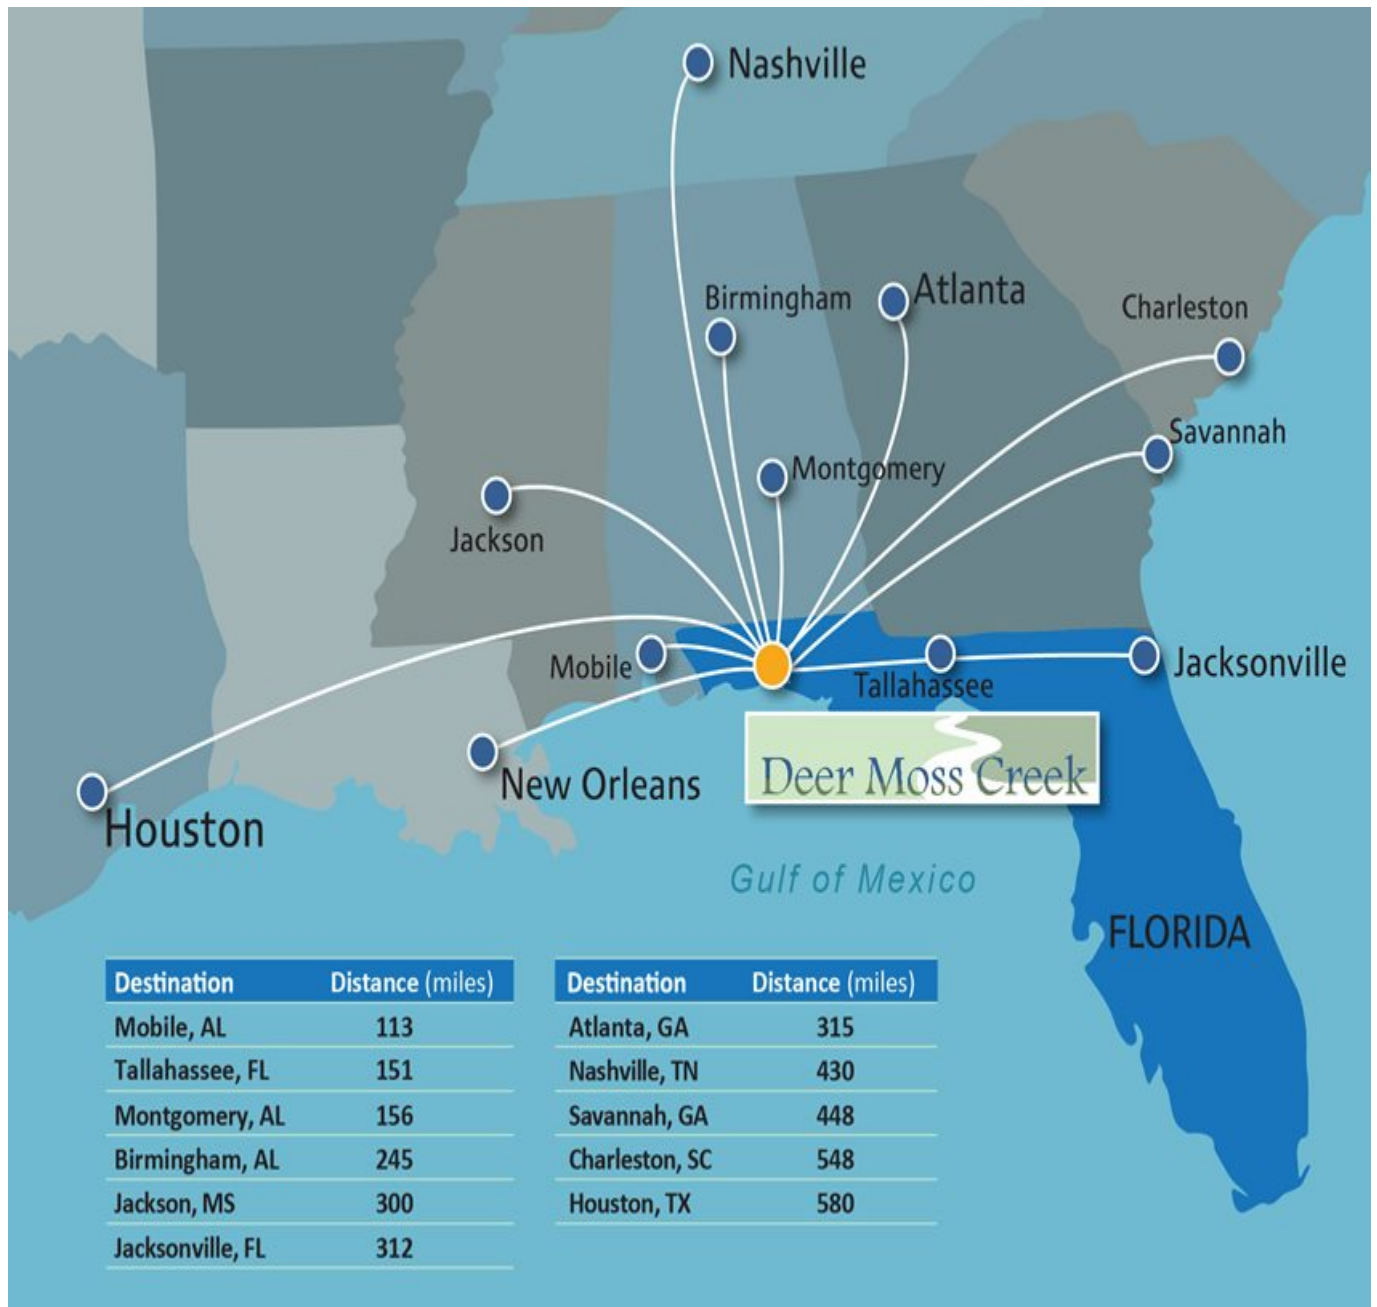 Nashville
Birmingham
Atlanta
Charleston
Savannah
Montgomery
Jackson
Mobile
Tallahassee
Jacksonville
New Orleans
Deer Moss Creek
Houston
Gulf of Mexico
FLORIDA
Destination Distance (miles)
Mobile, AL 113
Tallahassee, FL 151
Montgomery, AL 156
Birmingham, AL 245
Jackson, MS 300
Jacksonville, FL 312
Destination Distance (miles)
Atlanta, GA 315
Nashville, TN 430
Savannah, GA 448
Charleston, SC 548
Houston, TX 580